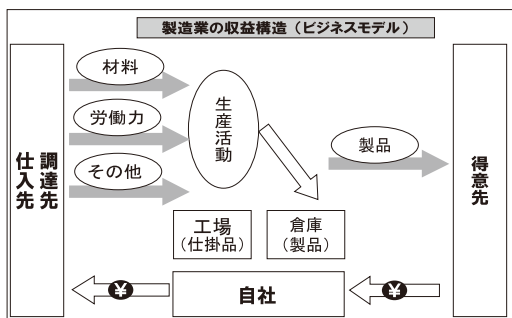 製造業の収益構造（ビジネスモデル）
仕入先
調達先
材料
労働力
その他
生産活動
製品
得意先
工場
（仕掛品）
倉庫
（製品）
¥
自社
¥